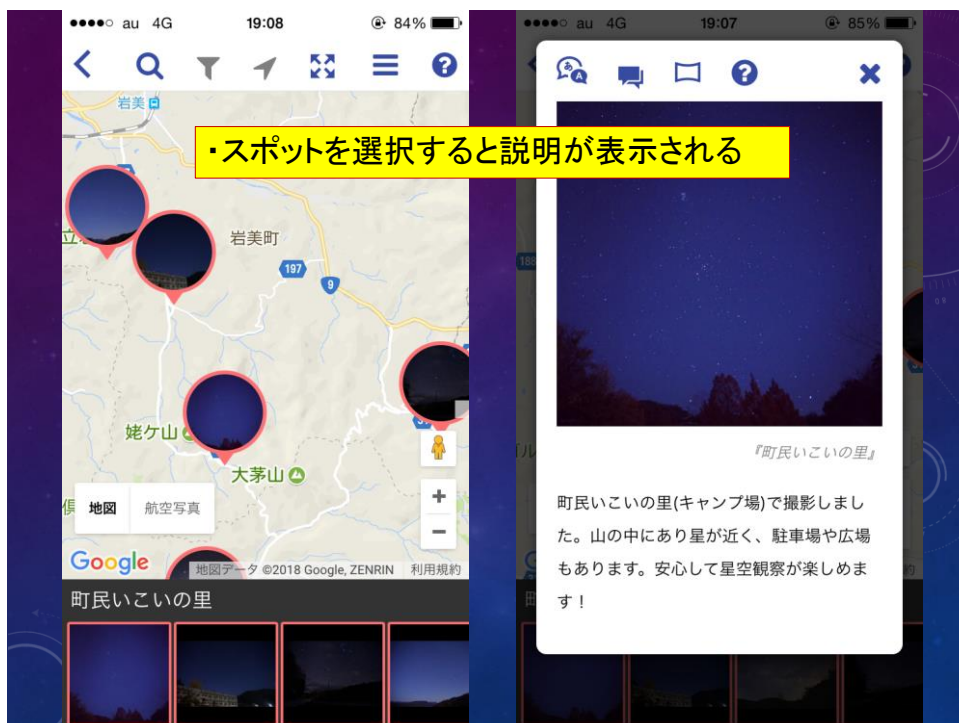 au 4G 19:08 84%
岩美
・スポットを選択すると説明が表示される
岩美町
197
9
姥ケ山
大茅山
地図 航空写真
Google
地図データ ©2018 Google, ZENRIN 利用規約
町民いこいの里
au 4G 19:07 85%
あ A
188
『町民いこいの里』
町民いこいの里(キャンプ場)で撮影しまし
た。山の中にあり星が近く、駐車場や広場
もあります。安心して星空観察が楽しめま
す！